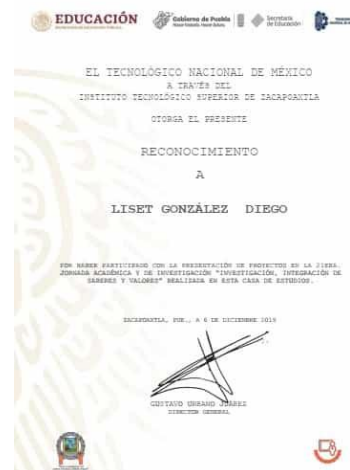 EDUCACIÓN
Gobierno de Puebla
Secretaría
de Educación
EL TECNOLÓGICO NACIONAL DE MÉXICO
A TRAVÉS DEL
INSTITUTO TECNOLÓGICO SUPERIOR DE ZACAPOAXTLA
OTORGA EL PRESENTE
RECONOCIMIENTO
A
LISET GONZÁLEZ DIEGO
POR HABER PARTICIPADO CON LA PRESENTACIÓN DE PROYECTOS EN LA
JORNADA ACADÉMICA Y DE INVESTIGACIÓN "INVESTIGACIÓN, INTEGRACIÓN DE
SABERES Y VALORES" REALIZADA EN ESTA CASA DE ESTUDIOS.
ZACAPOAXTLA, PUE., A 6 DE DICIEMBRE 2019
GUSTAVO URBANO JUÁREZ
DIRECTOR GENERAL